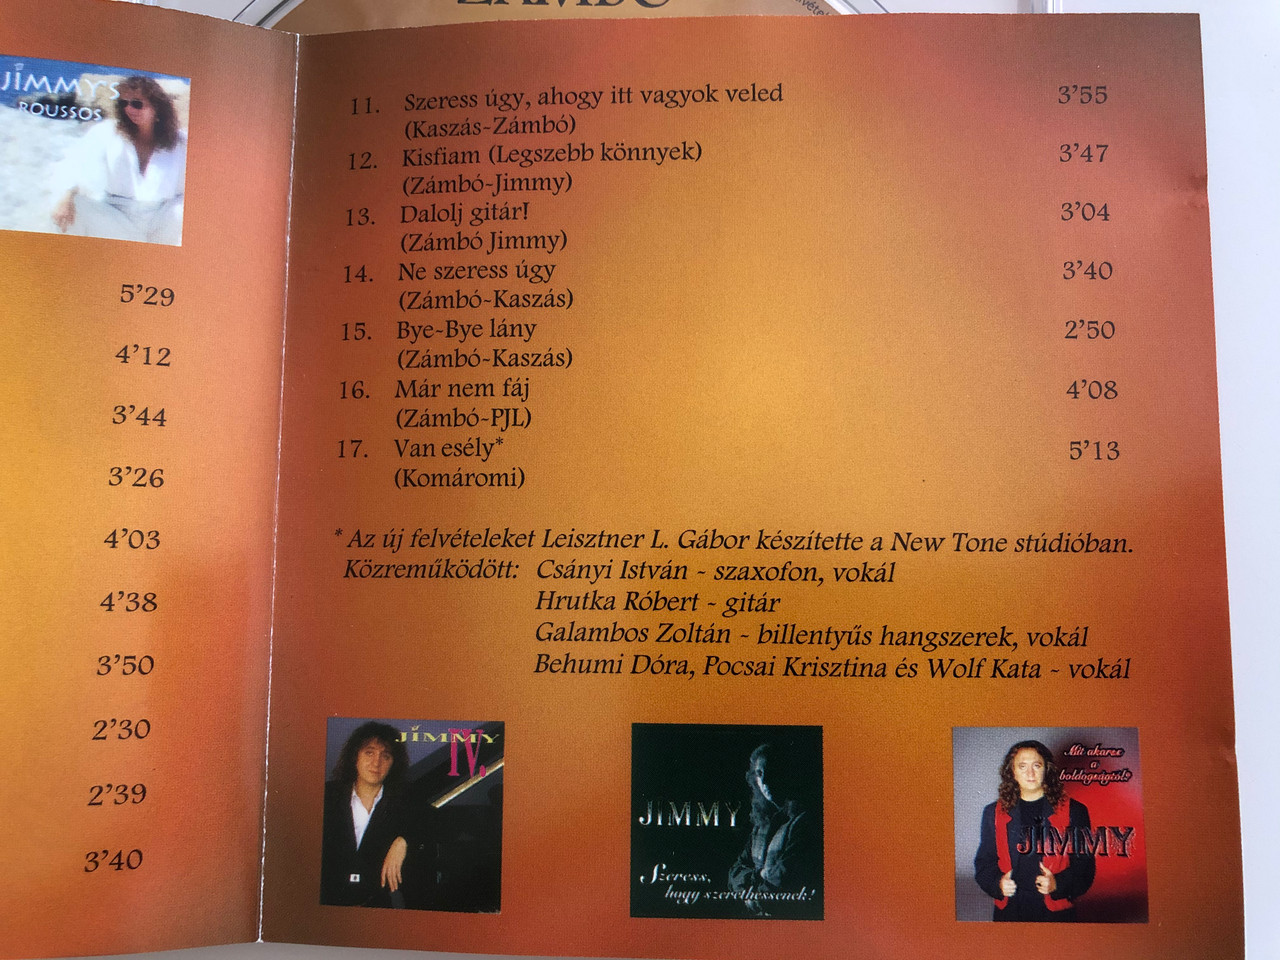 ZÁMBÓ
JIMMY'S
ROUSSOS
5'29
4'12
3'44
3'26
4'03
4'38
3'50
2'30
2'39
3'40
11. Szeress úgy, ahogy itt vagyok veled 3'55
(Kaszás-Zámbó)
12. Kisfiam (Legszebb könnyek) 3'47
(Zámbó-Jimmy)
13. Dalolj gitár! 3'04
(Zámbó Jimmy)
14. Ne szeress úgy 3'40
(Zámbó-Kaszás)
15. Bye-Bye lány 2'50
(Zámbó-Kaszás)
16. Már nem fáj 4'08
(Zámbó-PJL)
17. Van esély* 5'13
(Komáromi)
* Az új felvételeket Leisztner L. Gábor készítette a New Tone stúdióban.
Közreműködött: Csányi István - szaxofon, vokál
Hrutka Róbert - gitár
Galambos Zoltán - billentyűs hangszerek, vokál
Behumi Dóra, Pocsai Krisztina és Wolf Kata - vokál
JIMMY
IV.
JIMMY
Szeress,
hogy szerethessenek!
Mit akarsz
a
boldogságtól?
JIMMY